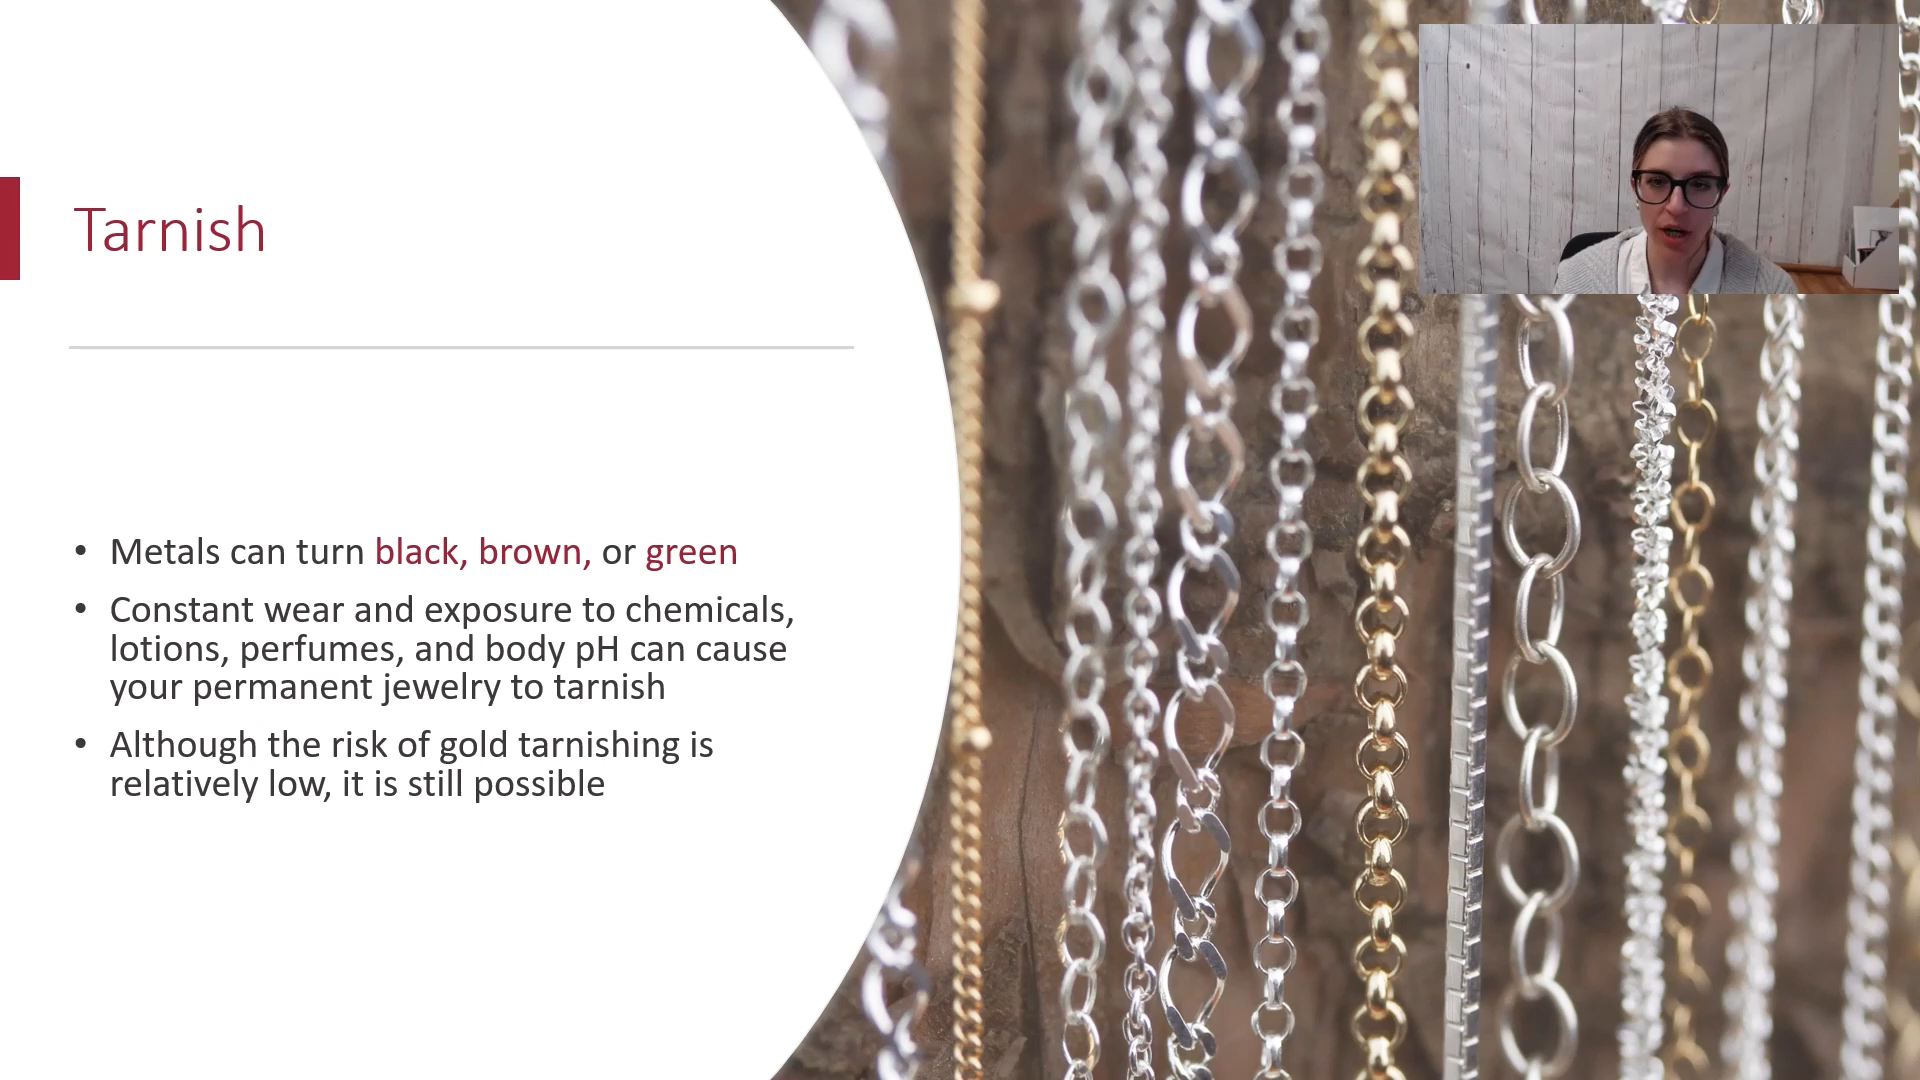 Tarnish
• Metals can turn black, brown, or green
• Constant wear and exposure to chemicals,
lotions, perfumes, and body pH can cause
your permanent jewelry to tarnish
• Although the risk of gold tarnishing is
relatively low, it is still possible